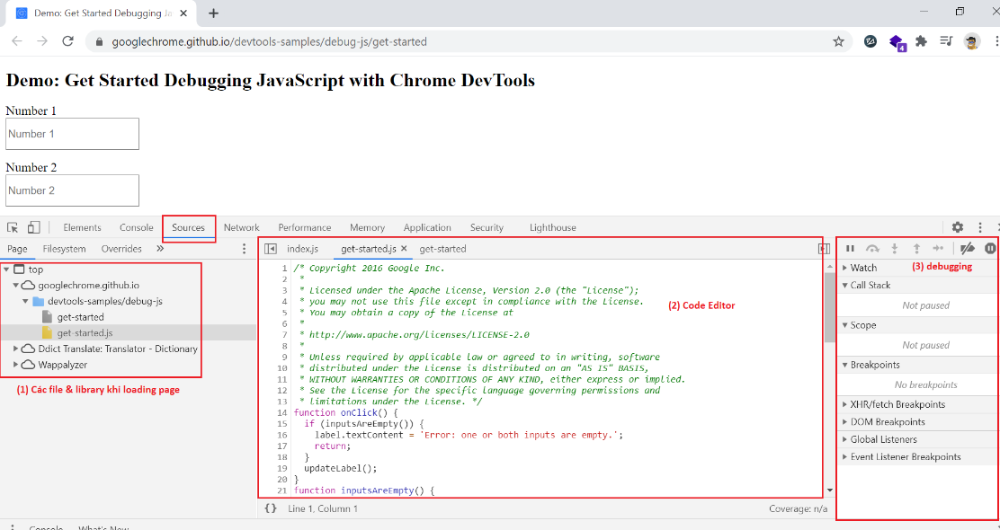 Demo: Get Started Debugging Ja
googlechrome.github.io/devtools-samples/debug-js/get-started
4
Demo: Get Started Debugging JavaScript with Chrome DevTools
Number 1
Number 1
Number 2
Number 2
Elements Console Sources Network Performance Memory Application Security Lighthouse
Page Filesystem Overrides
top
googlechrome.github.io
devtools-samples/debug-js
get-started
get-started.js
Ddict Translate: Translator - Dictionary
Wappalyzer
(1) Các file & library khi loading page
index.js get-started.js get-started
1 /* Copyright 2016 Google Inc.
2 *
3 * Licensed under the Apache License, Version 2.0 (the "License");
4 * you may not use this file except in compliance with the License.
5 * You may obtain a copy of the License at
6 *
7 * http://www.apache.org/licenses/LICENSE-2.0
8 *
9 * Unless required by applicable law or agreed to in writing, software
10 * distributed under the License is distributed on an "AS IS" BASIS,
11 * WITHOUT WARRANTIES OR CONDITIONS OF ANY KIND, either express or implied.
12 * See the License for the specific language governing permissions and
13 * limitations under the License. */
14 function onClick() {
15 if (inputsAreEmpty()) {
16 label.textContent = 'Error: one or both inputs are empty.';
17 return;
18 }
19 updateLabel();
20 }
21 function inputsAreEmpty() {
(2) Code Editor
{} Line 1, Column 1
Coverage: n/a
Watch
(3) debugging
Call Stack
Not paused
Scope
Not paused
Breakpoints
No breakpoints
XHR/fetch Breakpoints
DOM Breakpoints
Global Listeners
Event Listener Breakpoints
Console What's New